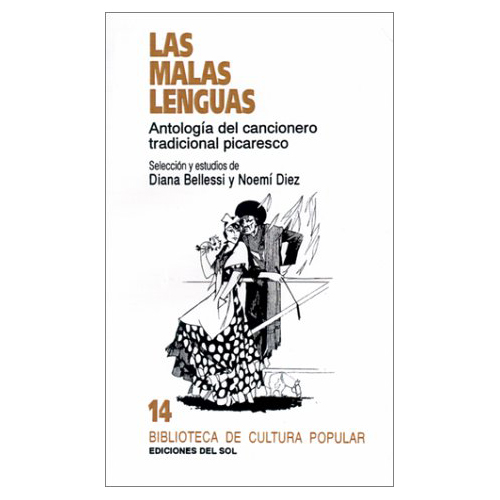 LAS
MALAS
LENGUAS
Antología del cancionero
tradicional picaresco
Selección y estudios de
Diana Bellessi y Noemí Diez
14
BIBLIOTECA DE CULTURA POPULAR
EDICIONES DEL SOL